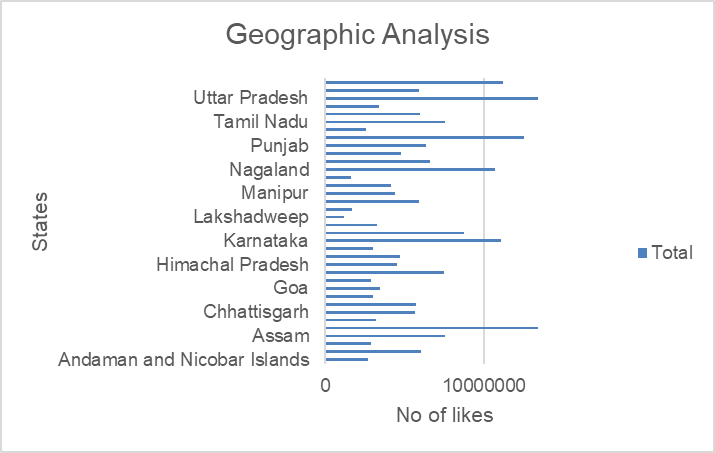 Geographic Analysis
Uttar Pradesh
Tamil Nadu
Punjab
Nagaland
Manipur
Lakshadweep
Karnataka
Himachal Pradesh
Goa
Chhattisgarh
Assam
Andaman and Nicobar Islands
States
0 10000000
No of likes
Total